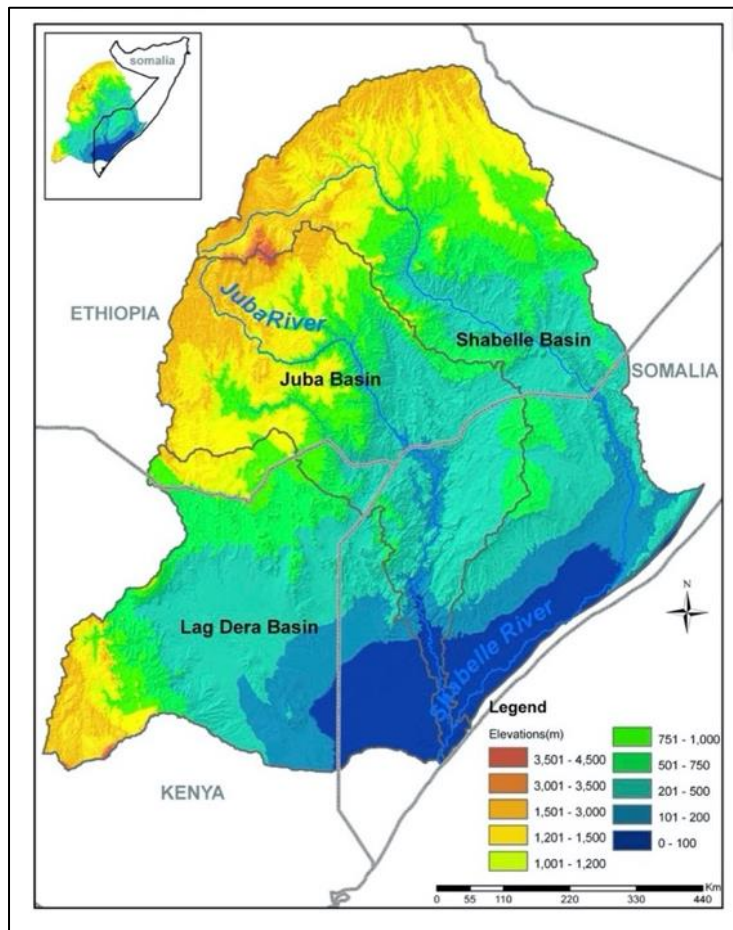 somalia
ETHIOPIA
JubaRiver
Shabelle Basin
Juba Basin
SOMALIA
Lag Dera Basin
N
Shabelle River
KENYA
Legend
Elevations(m)
3,501 - 4,500
3,001 - 3,500
1,501 - 3,000
1,201 - 1,500
1,001 - 1,200
751 - 1,000
501 - 750
201 - 500
101 - 200
0 - 100
Km
0 55 110 220 330 440